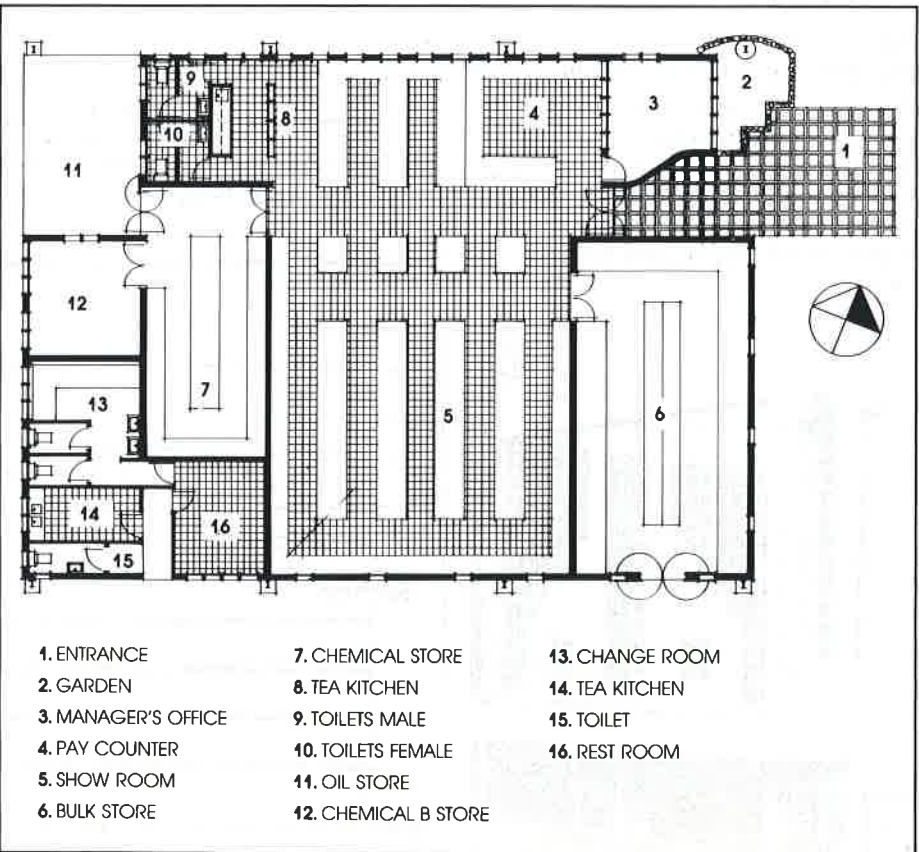 9
10
8
4
3
2
1
11
12
7
13
5
6
14
15
16
1. ENTRANCE
2. GARDEN
3. MANAGER'S OFFICE
4. PAY COUNTER
5. SHOW ROOM
6. BULK STORE
7. CHEMICAL STORE
8. TEA KITCHEN
9. TOILETS MALE
10. TOILETS FEMALE
11. OIL STORE
12. CHEMICAL B STORE
13. CHANGE ROOM
14. TEA KITCHEN
15. TOILET
16. REST ROOM